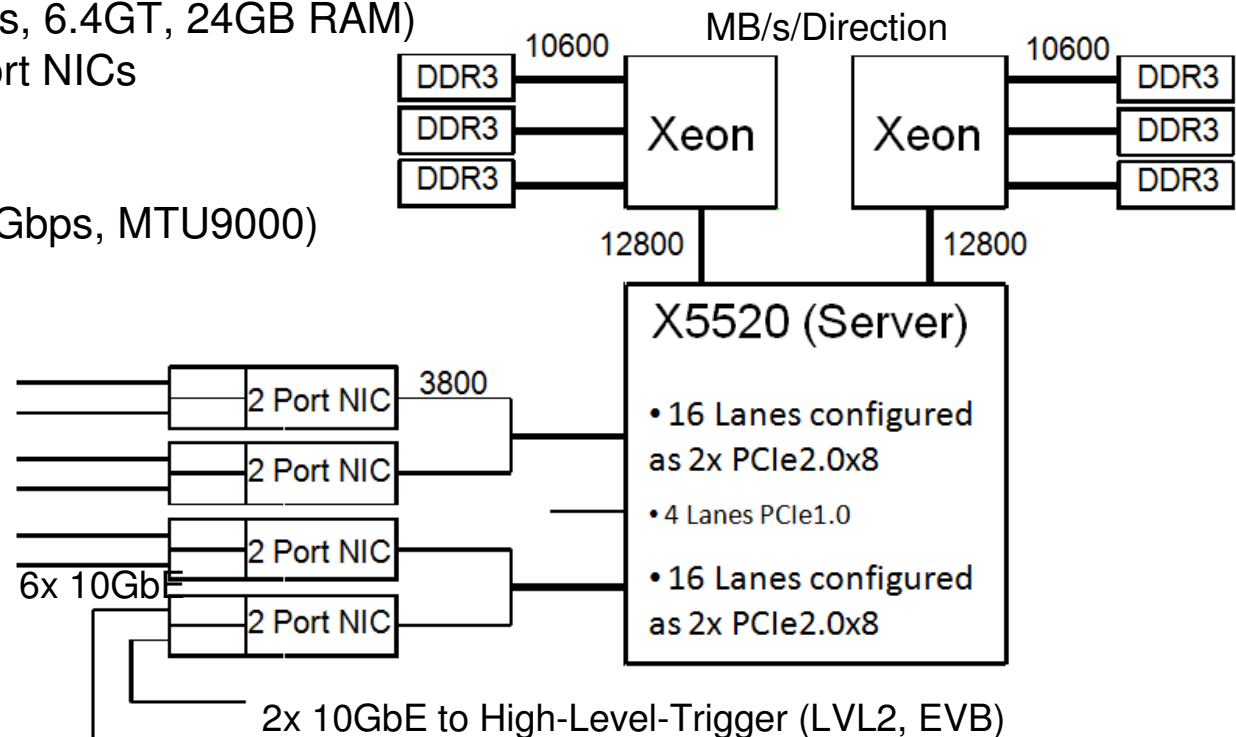 s, 6.4GT, 24GB RAM)
MB/s/Direction
ort NICs
10600
10600
DDR3
DDR3
DDR3
Xeon
Xeon
DDR3
DDR3
DDR3
Gbps, MTU9000)
12800
12800
X5520 (Server)
• 16 Lanes configured
as 2x PCIe2.0x8
• 4 Lanes PCIe1.0
• 16 Lanes configured
as 2x PCIe2.0x8
2 Port NIC
3800
2 Port NIC
2 Port NIC
6x 10GbE
2 Port NIC
2x 10GbE to High-Level-Trigger (LVL2, EVB)